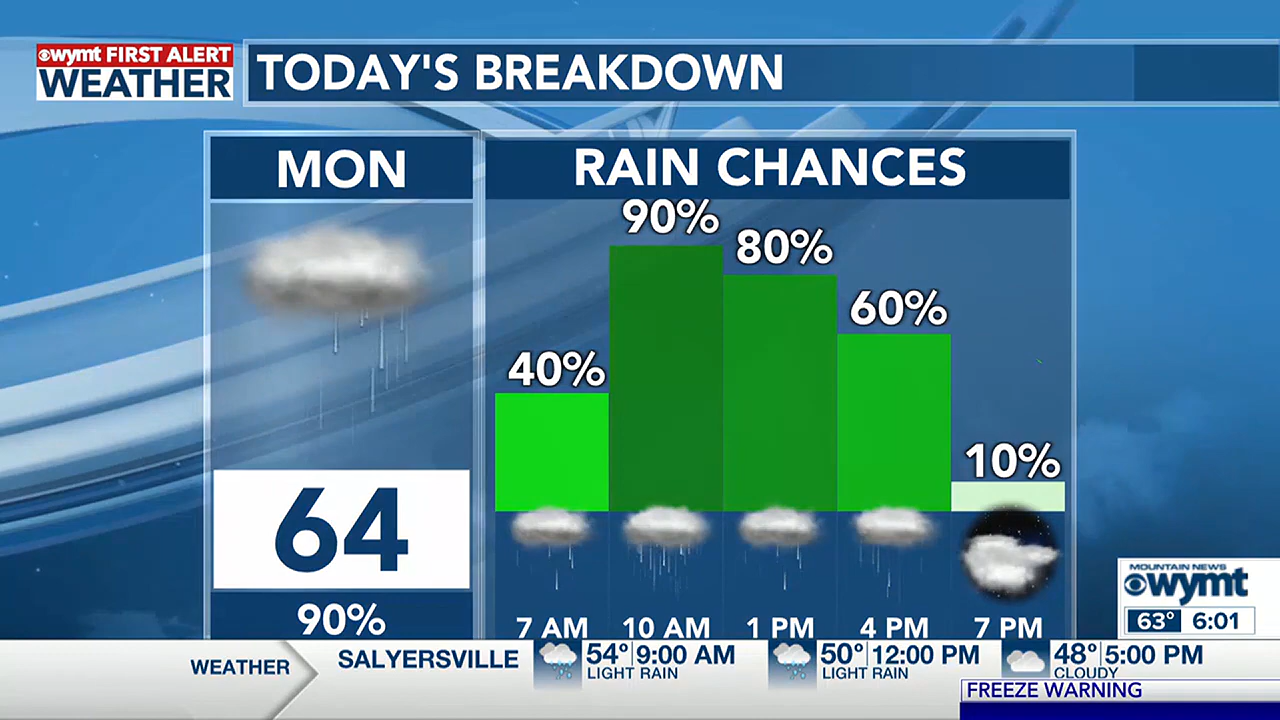 wymt FIRST ALERT
WEATHER
TODAY'S BREAKDOWN
MON
64
90%
RAIN CHANCES
40%
90%
80%
60%
10%
7 AM
10 AM
1 PM
4 PM
7 PM
MOUNTAIN NEWS
wymt
63° 6:01
WEATHER
SALYERSVILLE
54° 9:00 AM
LIGHT RAIN
50° 12:00 PM
LIGHT RAIN
48° 5:00 PM
CLOUDY
FREEZE WARNING